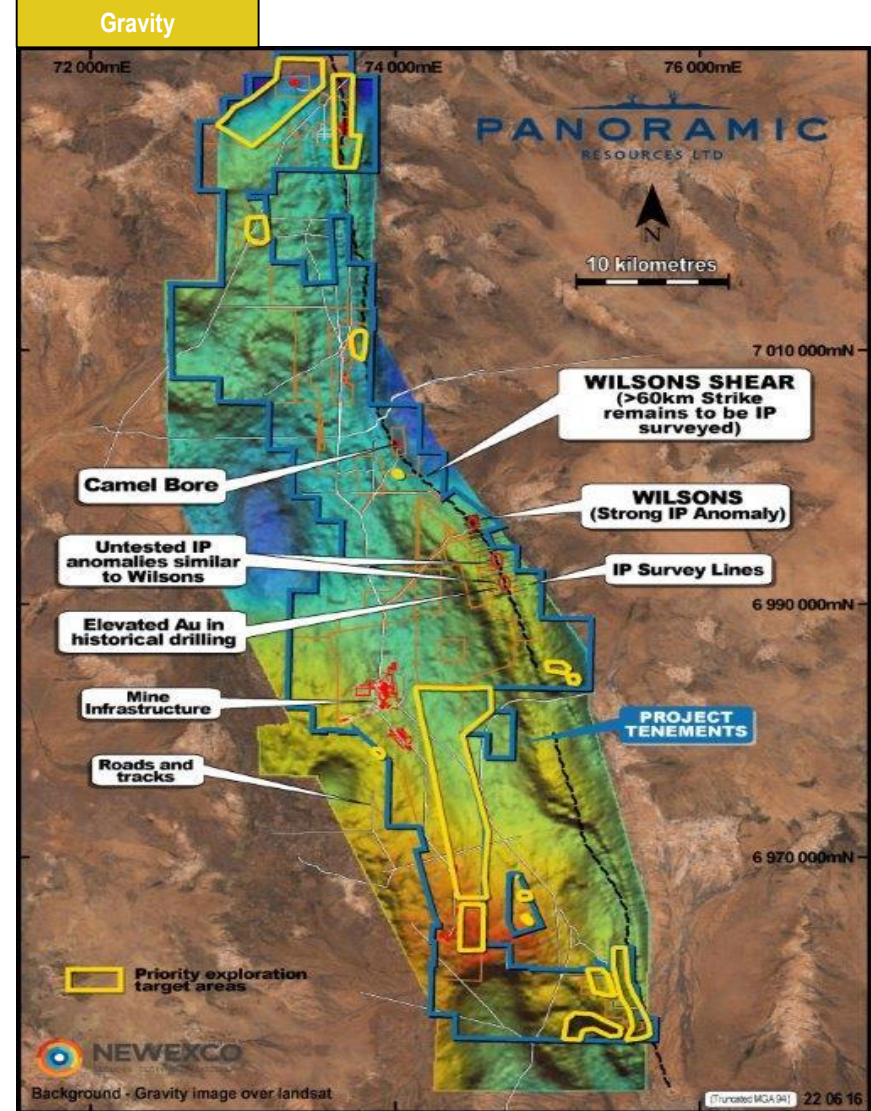 Gravity
72 000mE
74 000mE
76 000mE
PANORAMIC
RESOURCES LTD
N
10 kilometres
7 010 000mN
WILSONS SHEAR
(>60km Strike
remains to be IP
surveyed)
Camel Bore
WILSONS
(Strong IP Anomaly)
Untested IP
anomalies similar
to Wilsons
IP Survey Lines
6 990 000mN
Elevated Au in
historical drilling
Mine
Infrastructure
PROJECT
TENEMENTS
Roads and
tracks
6 970 000mN
Priority exploration
target areas
NEWEXCO
Background - Gravity image over landsat
(Truncated MGA94)
22 06 16